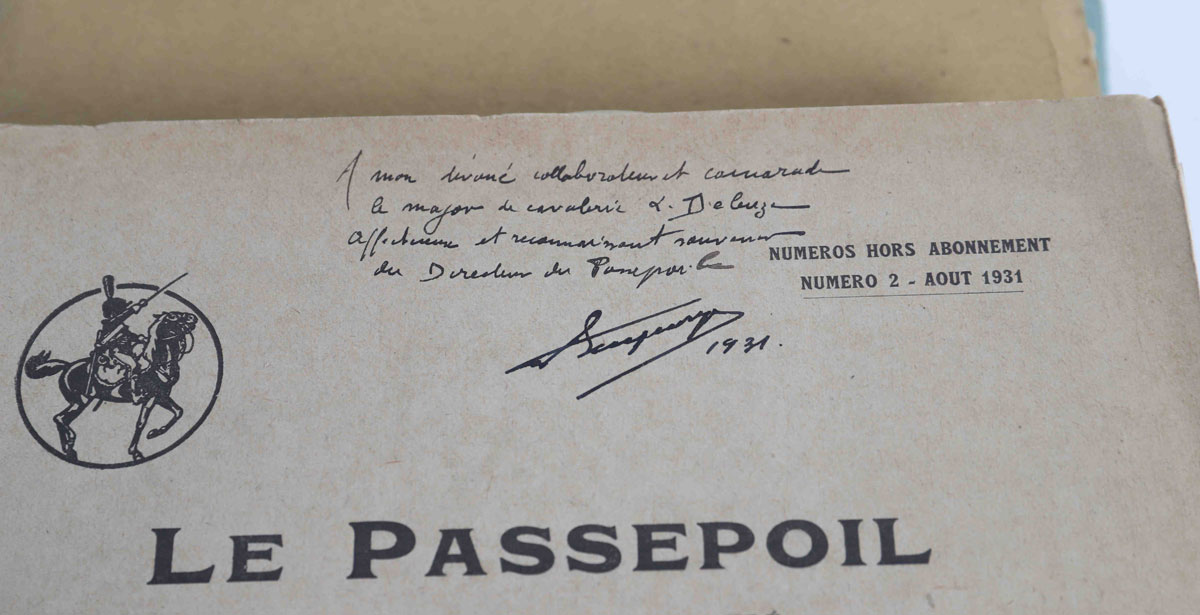 A mon dévoué collaborateur et camarade
le major de cavalerie L. Deleuze
affectueux et reconnaissant souvenir
du Directeur du Passepoil
1931.
NUMEROS HORS ABONNEMENT
NUMERO 2 - AOUT 1931
LE PASSEPOIL